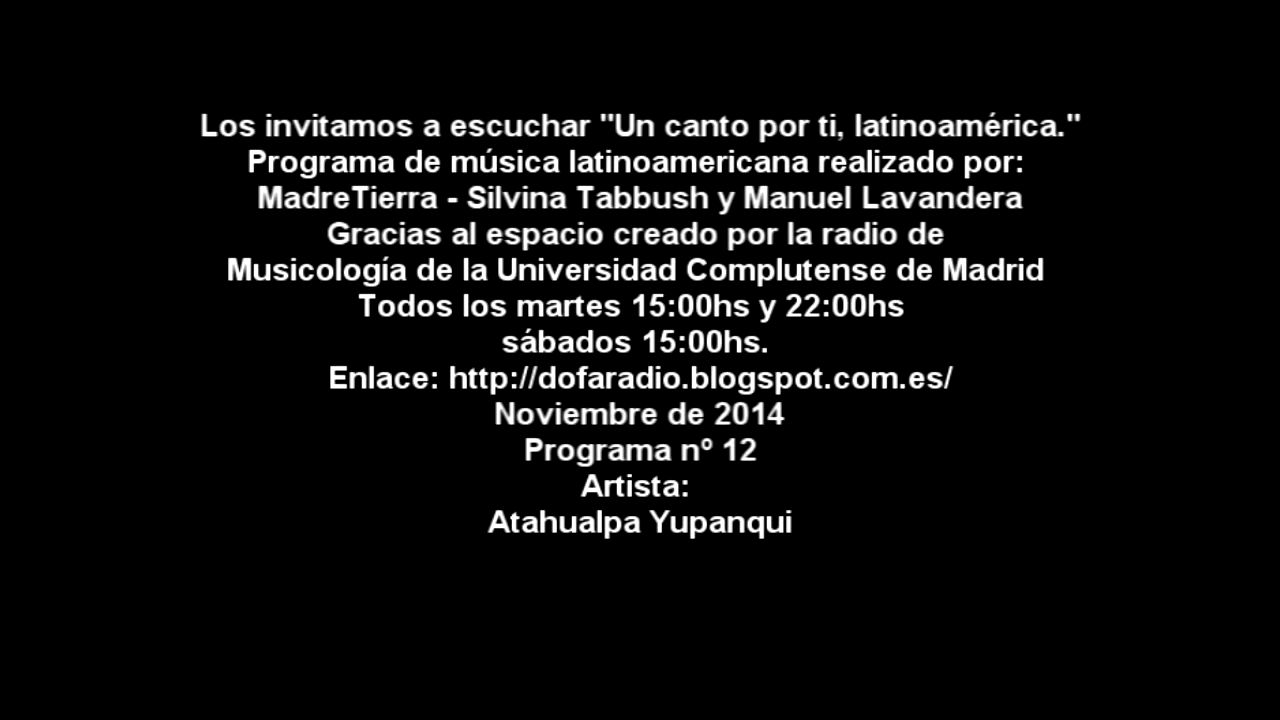 Los invitamos a escuchar "Un canto por ti, latinoamérica."
Programa de música latinoamericana realizado por:
MadreTierra - Silvina Tabbush y Manuel Lavandera
Gracias al espacio creado por la radio de
Musicología de la Universidad Complutense de Madrid
Todos los martes 15:00hs y 22:00hs
sábados 15:00hs.
Enlace: http://dofaradio.blogspot.com.es/
Noviembre de 2014
Programa nº 12
Artista:
Atahualpa Yupanqui